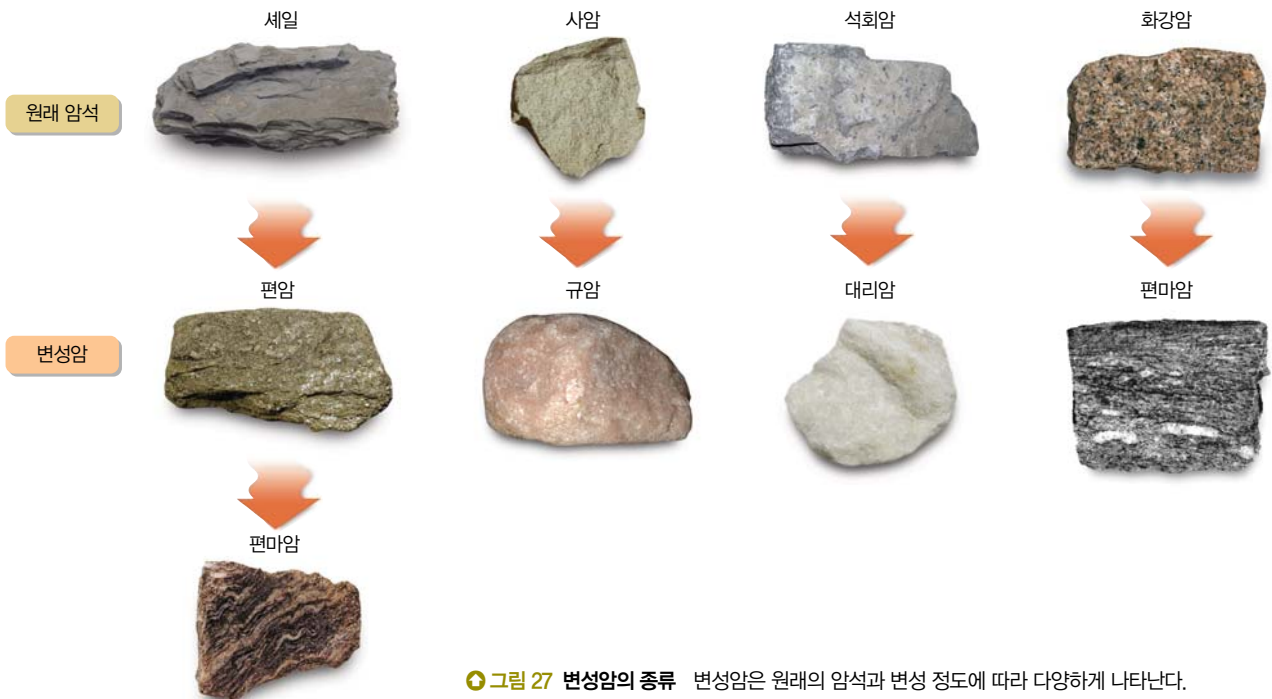 셰일 사암 석회암 화강암
원래 암석
편암 규암 대리암 편마암
변성암
편마암
그림 27 변성암의 종류 변성암은 원래의 암석과 변성 정도에 따라 다양하게 나타난다.